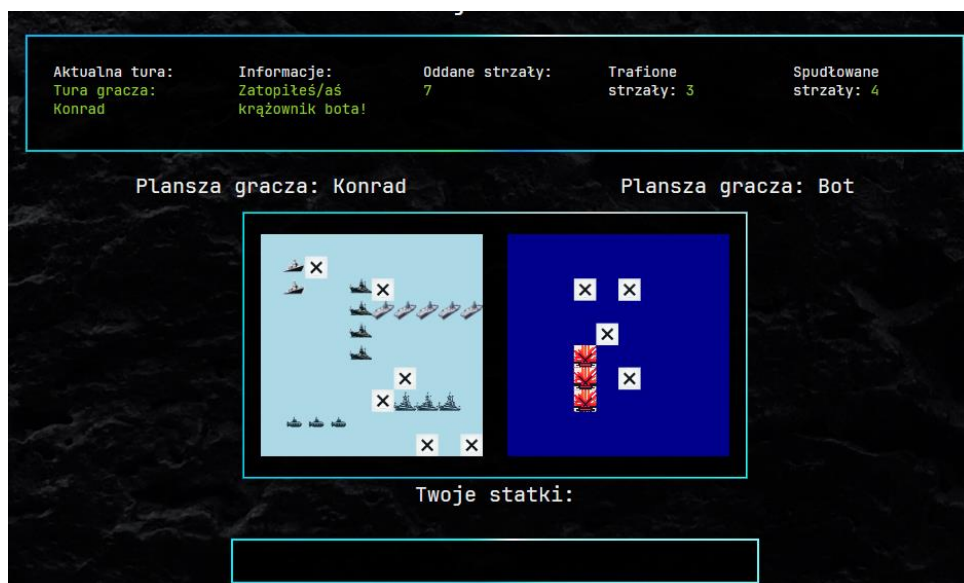 Aktualna tura:
Tura gracza:
Konrad
Informacje:
Zatopiłeś/aś
krążownik bota!
Oddane strzały:
7
Trafione
strzały: 3
Spudłowane
strzały: 4
Plansza gracza: Konrad
Plansza gracza: Bot
Twoje statki: